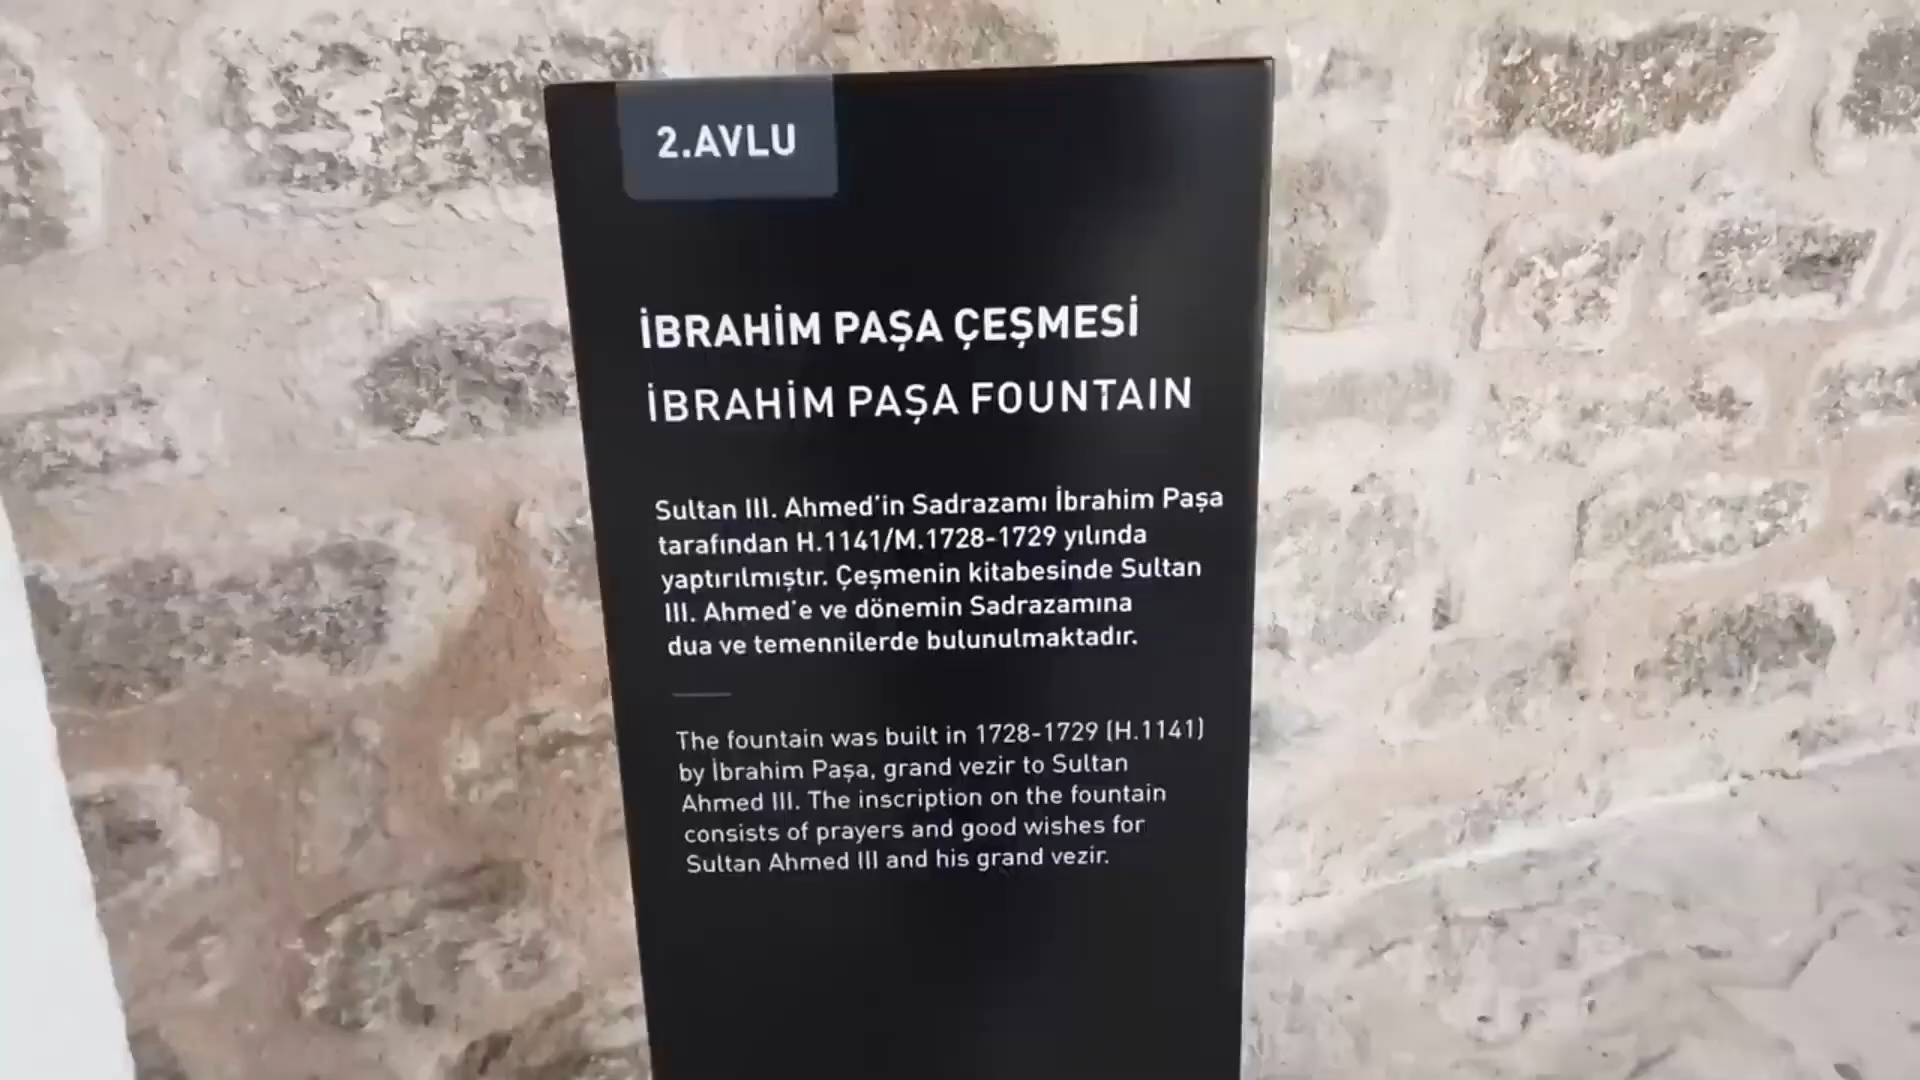 2.AVLU
İBRAHİM PAŞA ÇEŞMESİ
İBRAHİM PAŞA FOUNTAIN
Sultan III. Ahmed'in Sadrazamı İbrahim Paşa
tarafından H.1141/M.1728-1729 yılında
yaptırılmıştır. Çeşmenin kitabesinde Sultan
III. Ahmed'e ve dönemin Sadrazamına
dua ve temennilerde bulunulmaktadır.
The fountain was built in 1728-1729 (H.1141)
by İbrahim Paşa, grand vezir to Sultan
Ahmed III. The inscription on the fountain
consists of prayers and good wishes for
Sultan Ahmed III and his grand vezir.